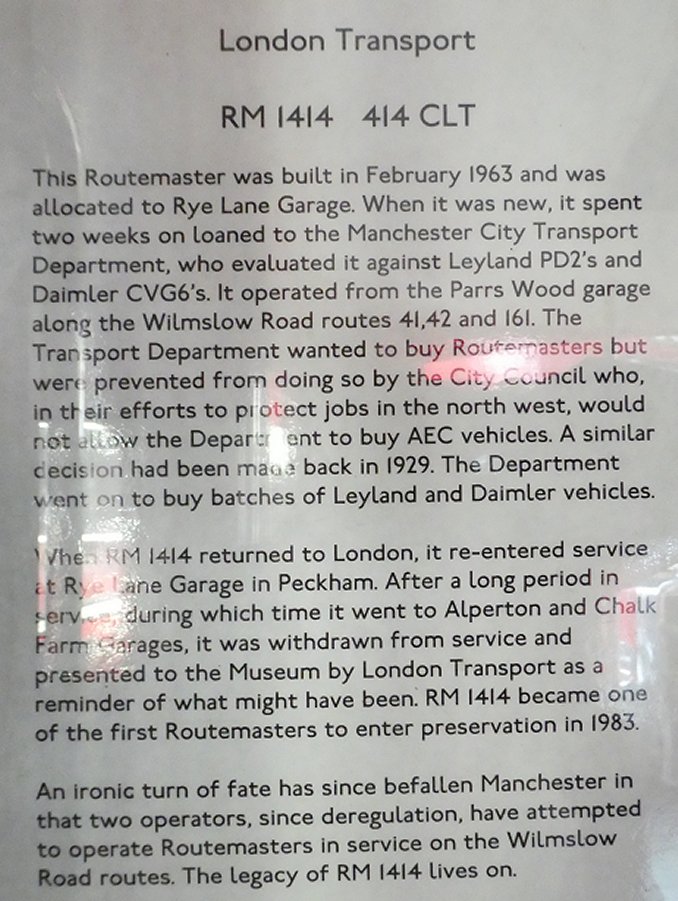 London Transport
RM 1414 414 CLT
This Routemaster was built in February 1963 and was
allocated to Rye Lane Garage. When it was new, it spent
two weeks on loaned to the Manchester City Transport
Department, who evaluated it against Leyland PD2's and
Daimler CVG6's. It operated from the Parrs Wood garage
along the Wilmslow Road routes 41,42 and 161. The
Transport Department wanted to buy Routemasters but
were prevented from doing so by the City Council who,
in their efforts to protect jobs in the north west, would
not allow the Department to buy AEC vehicles. A similar
decision had been made back in 1929. The Department
went on to buy batches of Leyland and Daimler vehicles.
When RM 1414 returned to London, it re-entered service
at Rye Lane Garage in Peckham. After a long period in
service, during which time it went to Alperton and Chalk
Farm Garages, it was withdrawn from service and
presented to the Museum by London Transport as a
reminder of what might have been. RM 1414 became one
of the first Routemasters to enter preservation in 1983.
An ironic turn of fate has since befallen Manchester in
that two operators, since deregulation, have attempted
to operate Routemasters in service on the Wilmslow
Road routes. The legacy of RM 1414 lives on.